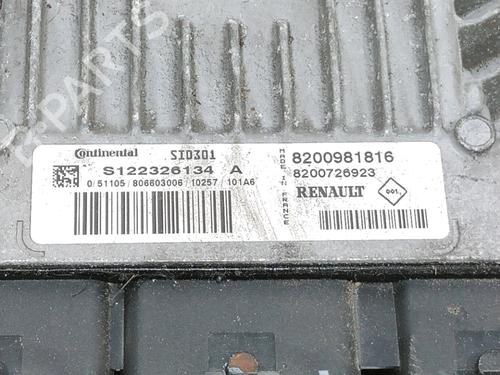 Continental SID301
S122326134 A
0/51105 806603006 10257 101A6
MADE IN FRANCE
8200981816
8200726923
RENAULT
001.